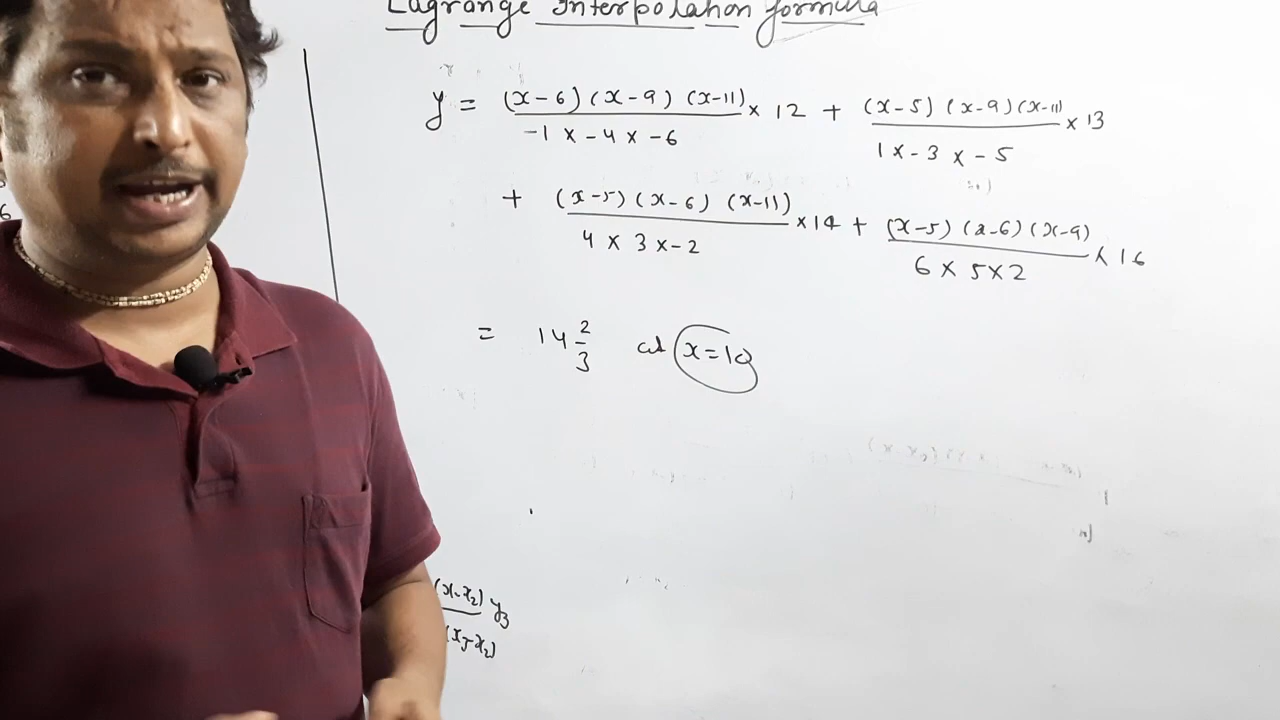 Lagrange Interpolation formula
y = (x-6)(x-9)(x-11) / -1 x -4 x -6 × 12 + (x-5)(x-9)(x-11) / 1 x -3 x -5 × 13
+ (x-5)(x-6)(x-11) / 4 x 3 x -2 × 14 + (x-5)(x-6)(x-9) / 6 x 5 x 2 × 16
= 14 2/3 at x=10
(x-x₂) y₃
(x₃-x₂)
6